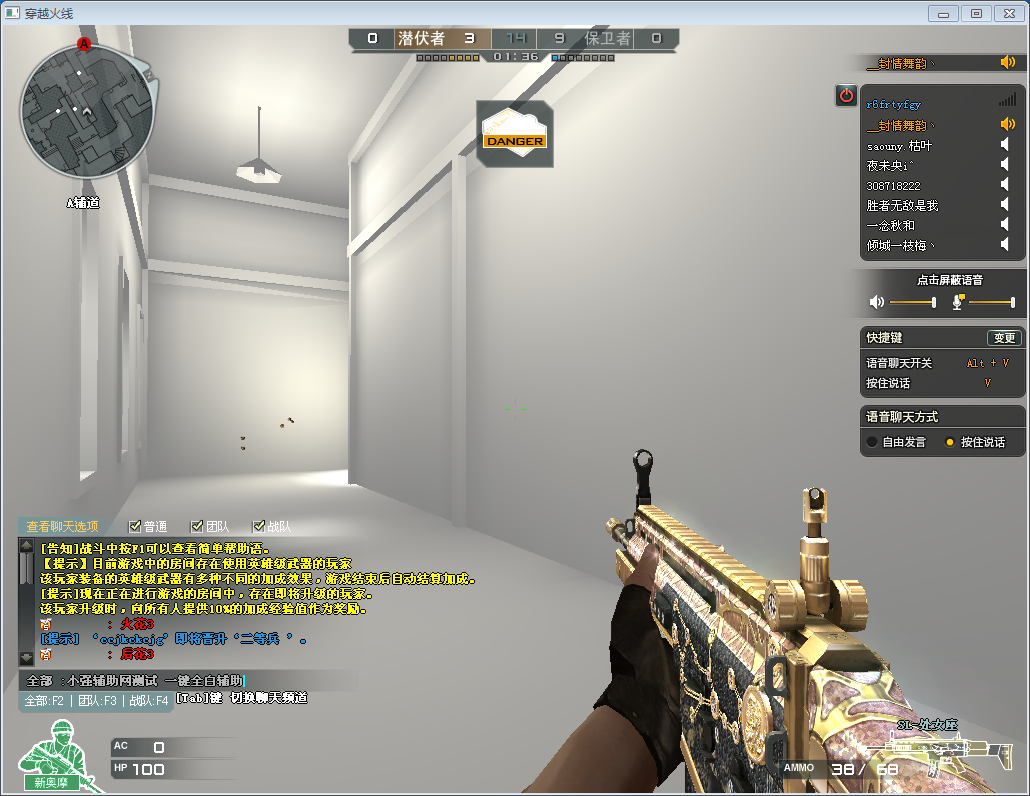 穿越火线
0 潜伏者 3 14 9 保卫者 0
01:36
A
N
A辅道
DANGER
__封情舞韵丶
r6frtyfgy
__封情舞韵丶
saouny.枯叶
夜未央i^
308718222
胜者无敌是我
一念秋和
倾城一枝梅丶
点击屏蔽语音
快捷键 变更
语音聊天开关 Alt + V
按住说话 V
语音聊天方式
自由发言 按住说话
查看聊天选项 普通 团队 战队
[告知]战斗中按F1可以查看简单帮助语。
【提示】目前游戏中的房间存在使用英雄级武器的玩家
该玩家装备的英雄级武器有多种不同的加成效果，游戏结束后自动结算加成。
[提示]现在正在进行游戏的房间中，存在即将升级的玩家。
该玩家升级时，向所有人提供10%的加成经验值作为奖励。
: 火花3
[提示] ‘ccjkckcjg’即将晋升‘二等兵 ’。
: 后花3
全部 :小强辅助网测试 一键全自辅助
全部:F2 | 团队:F3 | 战队:F4 [Tab]键 切换聊天频道
新奥摩
AC 0
HP 100
SL-处女座
AMMO 38 / 68